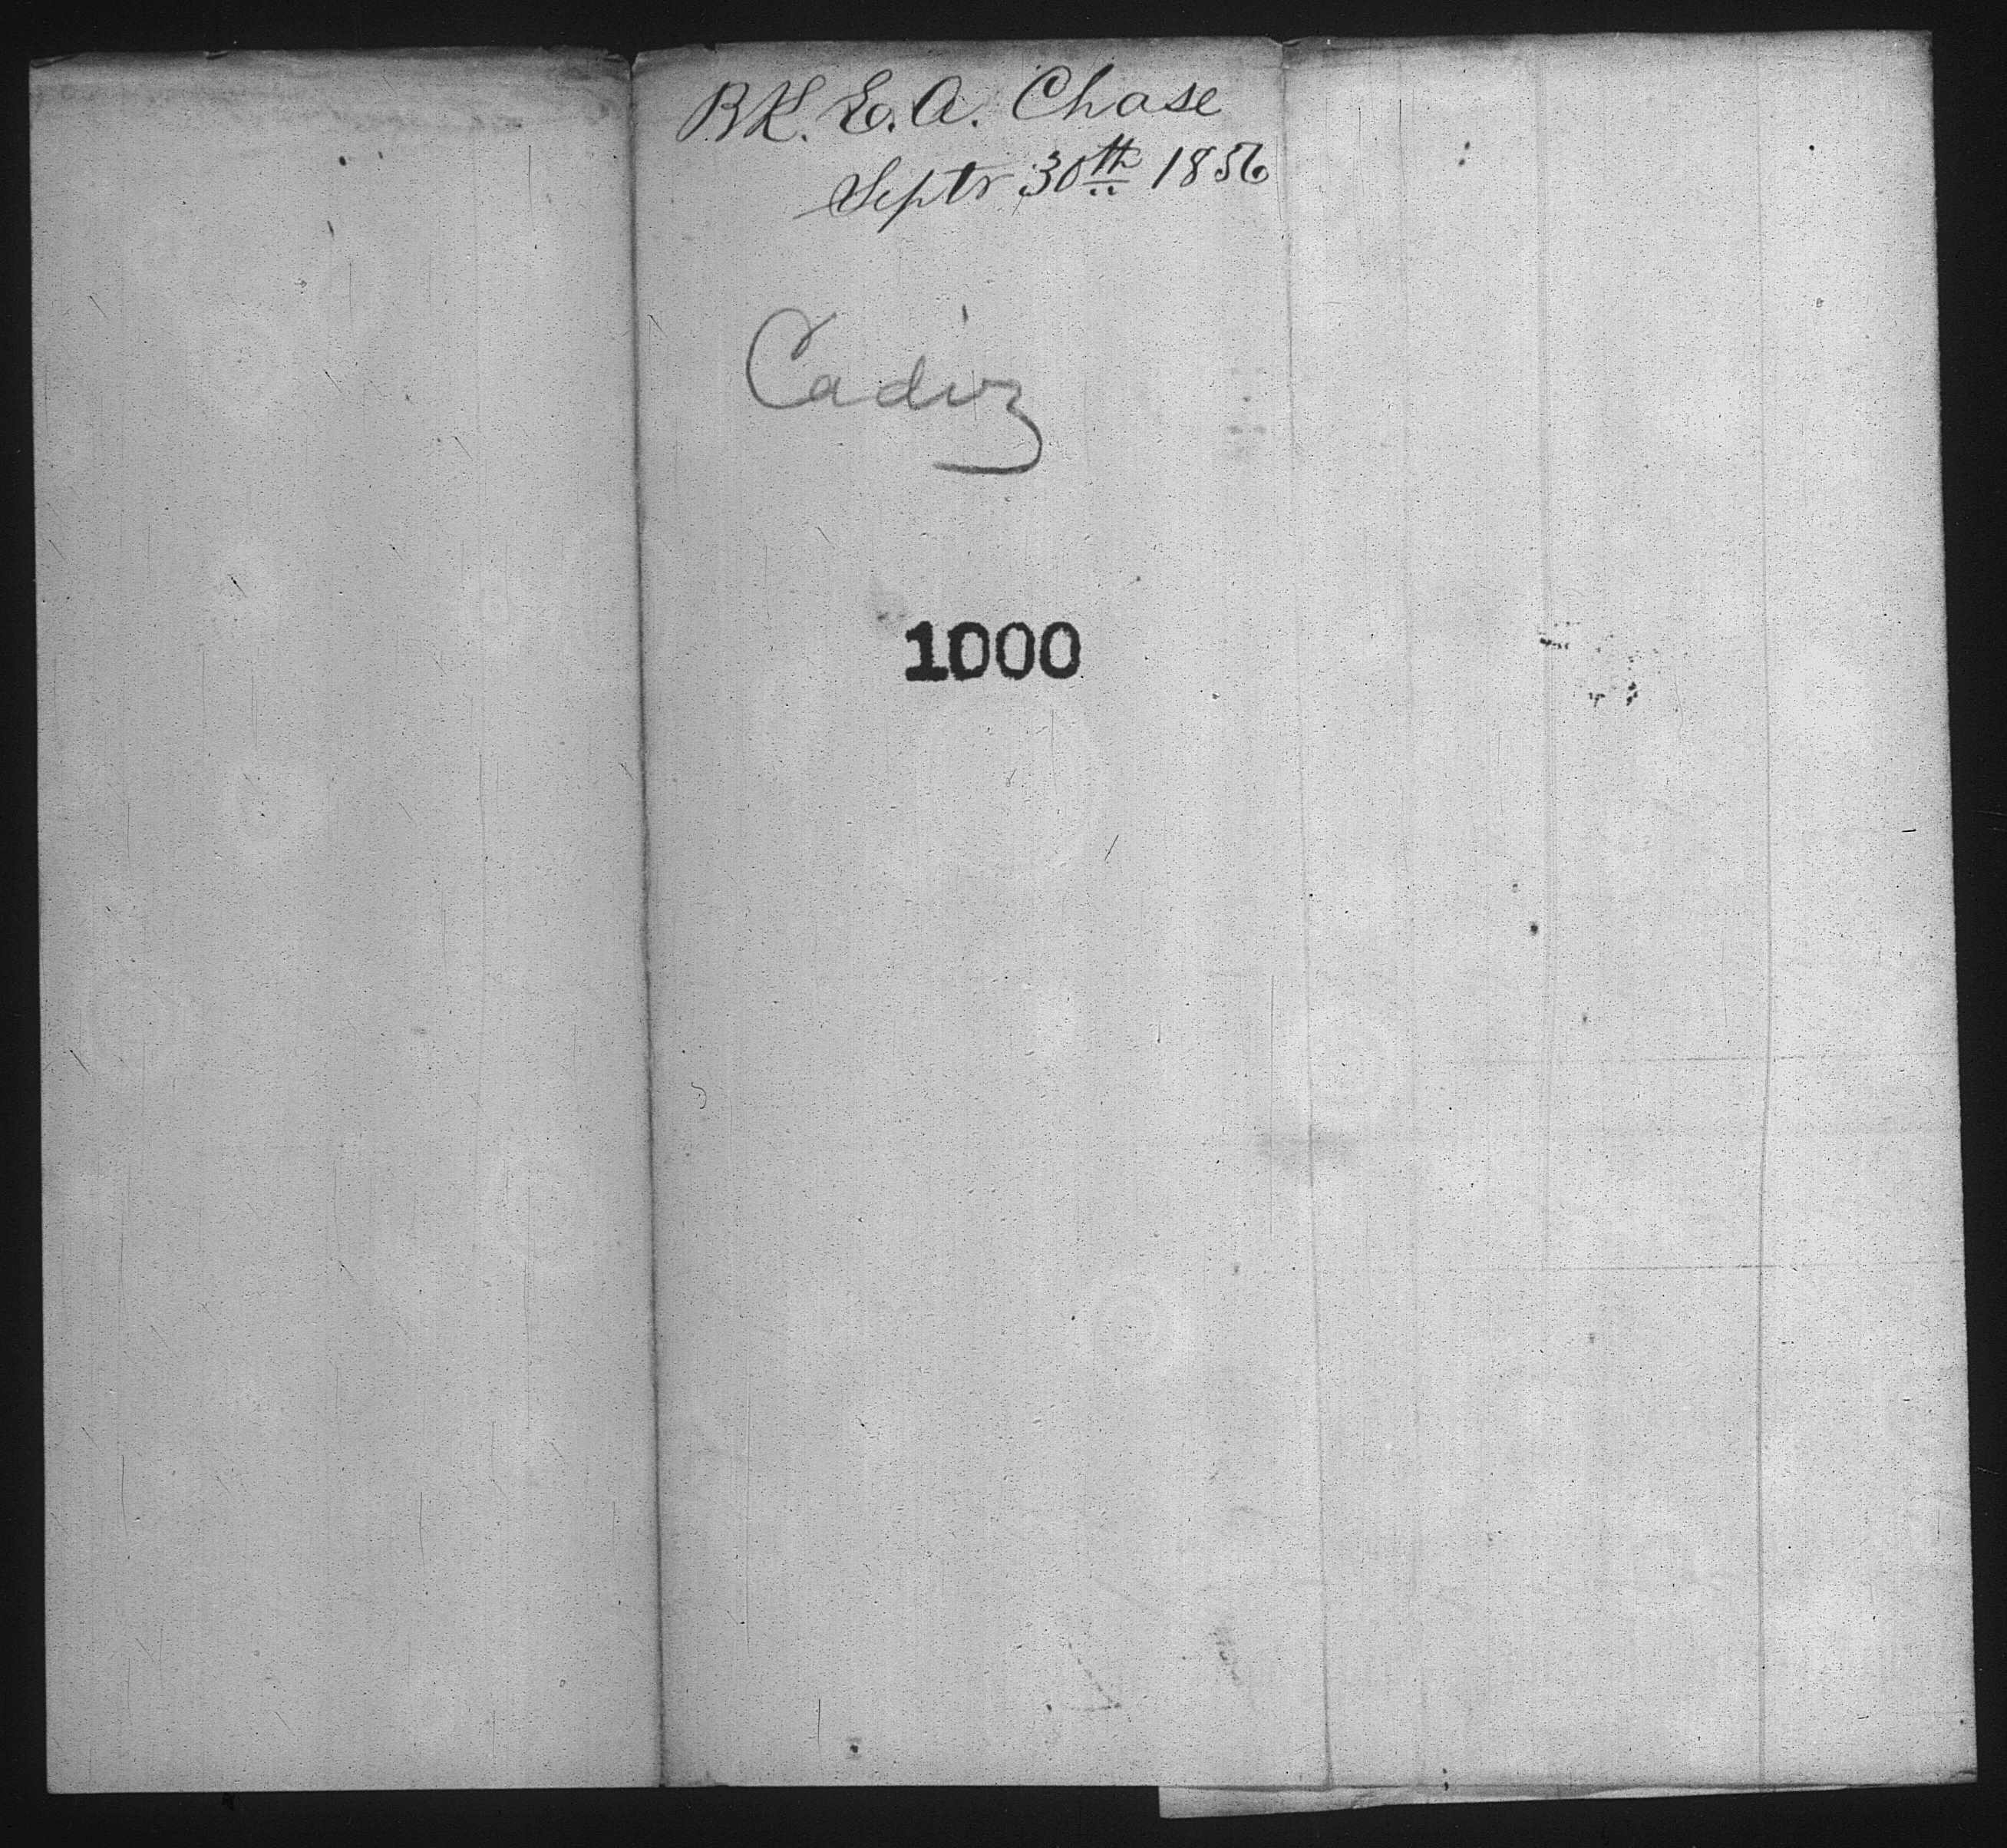 BK. E. A. Chase
Septr 30th 1856
Cadiz
1000